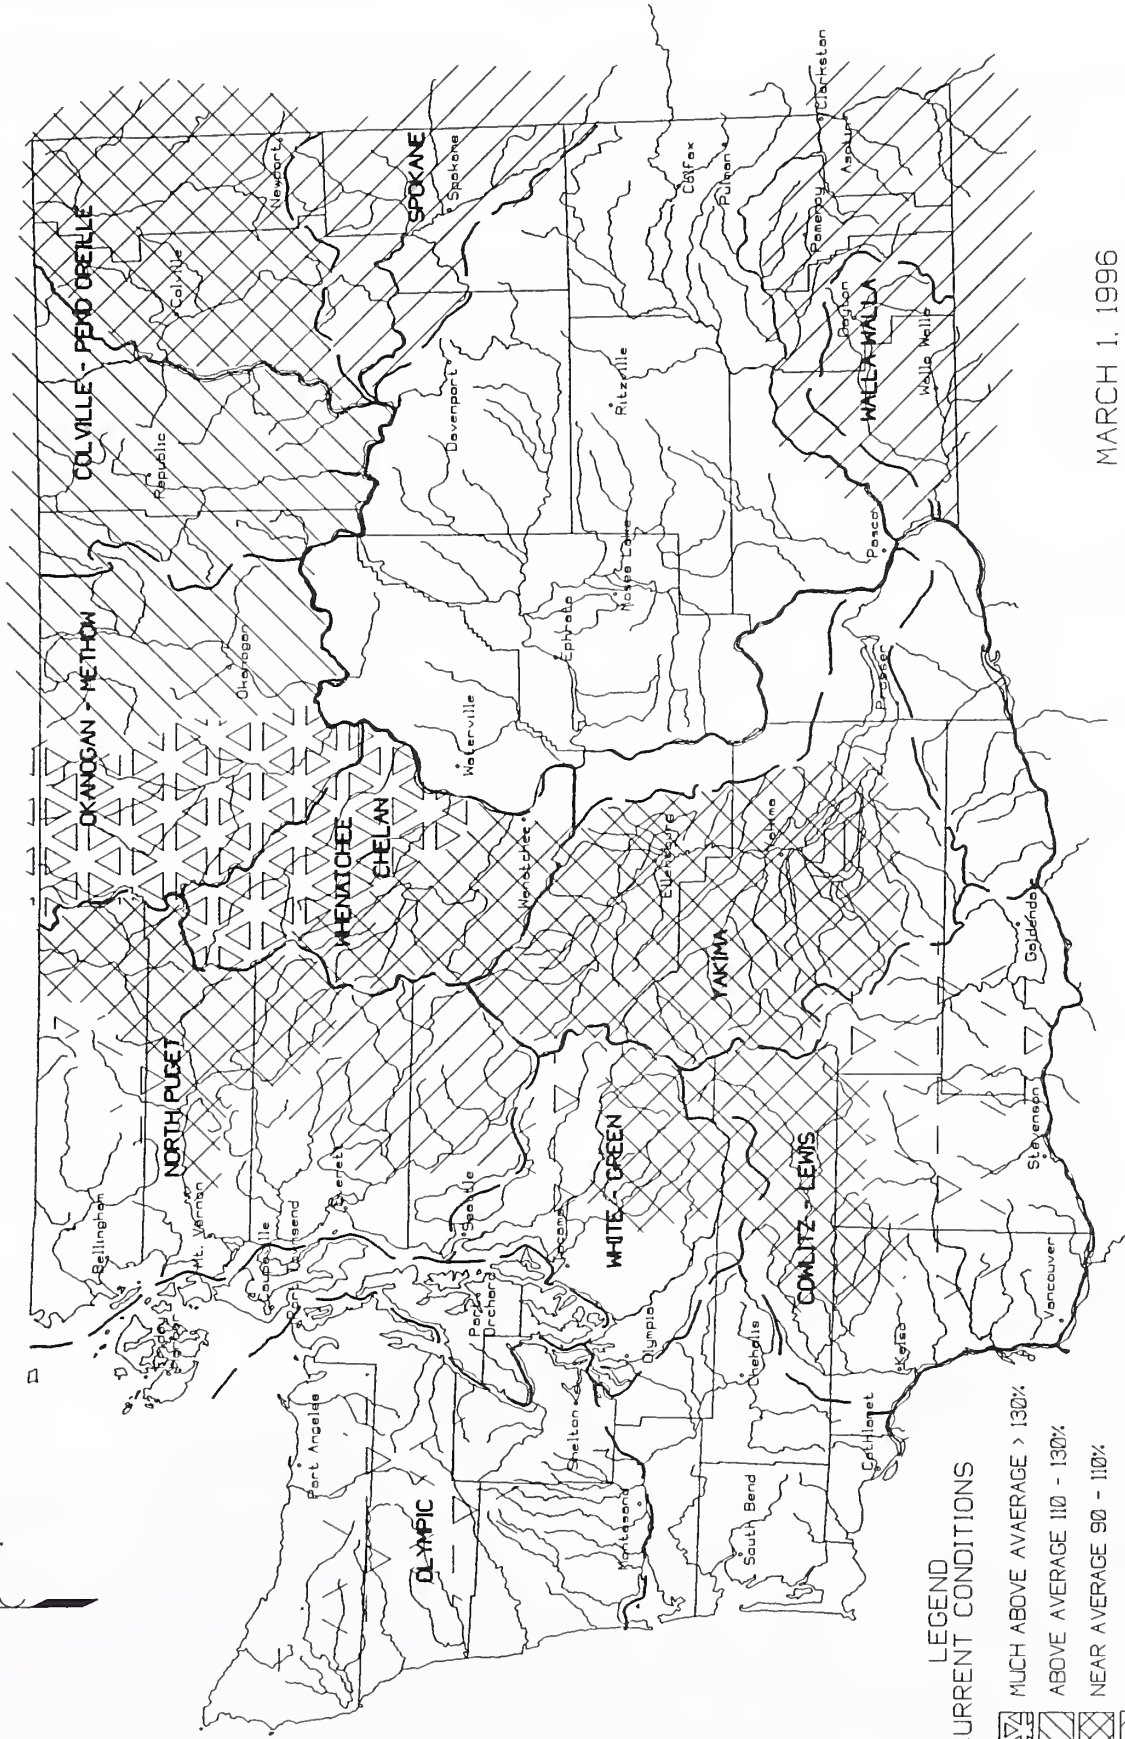 COLVILLE - PEND OREILLE
OKANOGAN - METHOW
NORTH PUGET
SPOKANE
WHENATCHEE
CHELAN
OLYMPIC
WHITE - GREEN
YAKIMA
COWLITZ - LEWIS
WALLA WALLA
Newport
Colville
Republic
Spokane
Davenport
Okanogan
Waterville
Wenatchee
Ephrata
Moses Lake
Ritzville
Colfax
Pulman
Clarkston
Asotin
Pomeroy
Dayton
Walla Walla
Pasco
Prosser
Yakima
Ellensburg
Goldendale
Stevenson
Vancouver
Kelso
Cathlamet
Chehalis
South Bend
Montesano
Olympia
Shelton
Tacoma
Port
Orchard
Seattle
Everett
Port Angeles
Coupeville
Mt. Vernon
Bellingham
LEGEND
URRENT CONDITIONS
MUCH ABOVE AVAERAGE > 130%
ABOVE AVERAGE 110 - 130%
NEAR AVERAGE 90 - 110%
MARCH 1, 1996